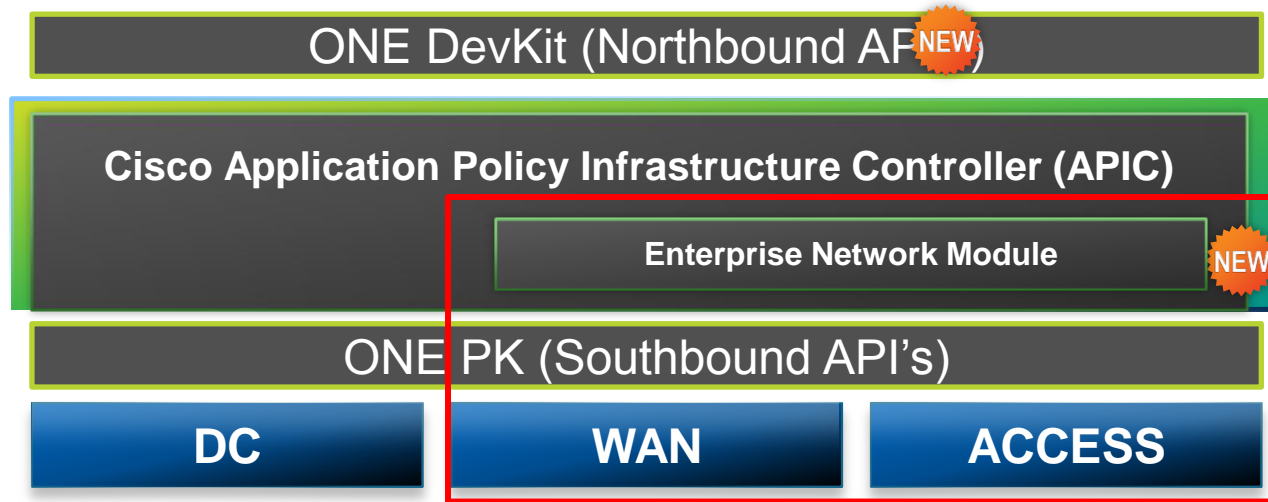 ONE DevKit (Northbound AP
NEW
)
Cisco Application Policy Infrastructure Controller (APIC)
Enterprise Network Module
NEW
ONE PK (Southbound API's)
DC
WAN
ACCESS